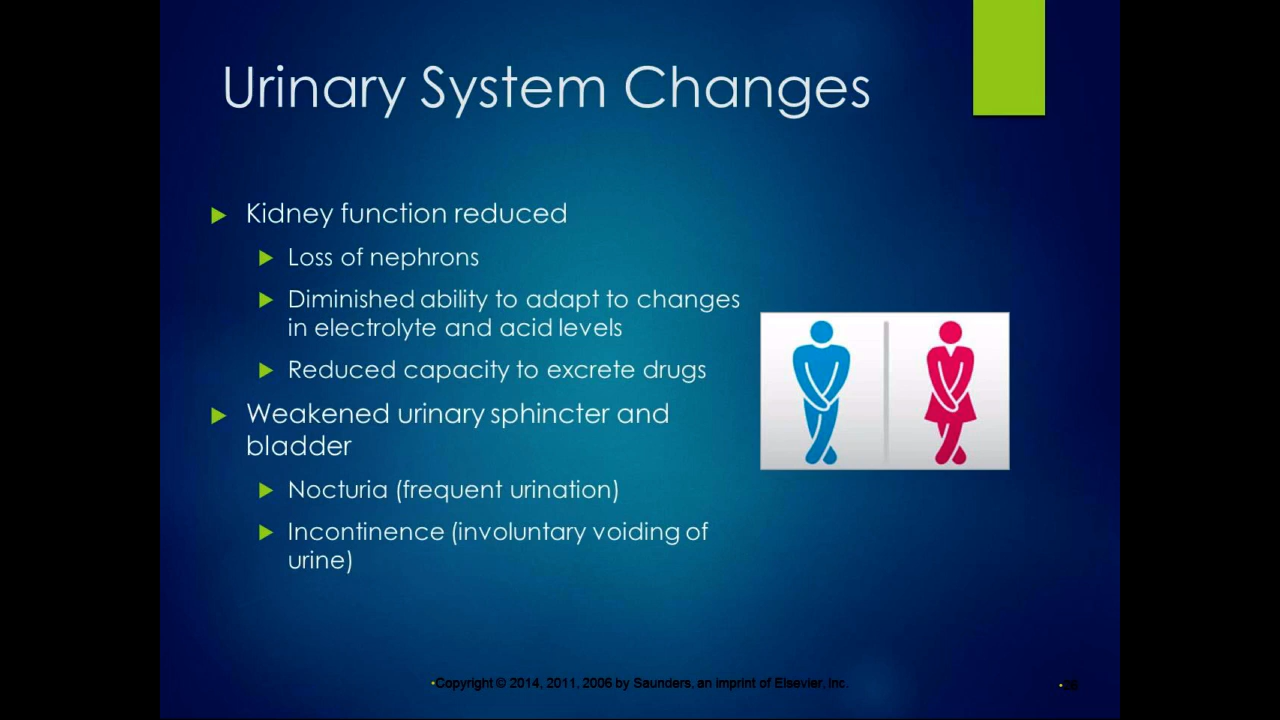 Urinary System Changes
Kidney function reduced
Loss of nephrons
Diminished ability to adapt to changes
in electrolyte and acid levels
Reduced capacity to excrete drugs
Weakened urinary sphincter and
bladder
Nocturia (frequent urination)
Incontinence (involuntary voiding of
urine)
•Copyright © 2014, 2011, 2006 by Saunders, an imprint of Elsevier, Inc.